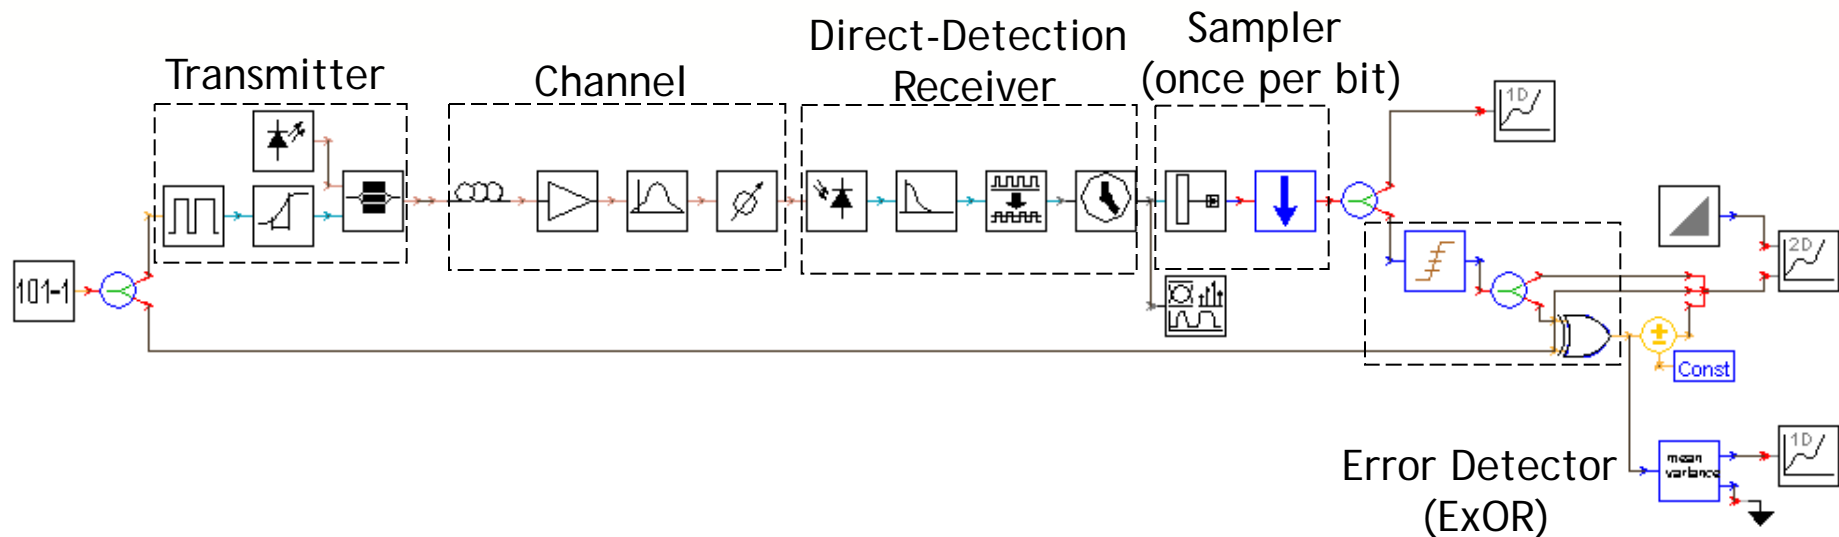 Direct-Detection
Receiver
Sampler
(once per bit)
Transmitter
Channel
1D
101-1
2D
±
Const
mean
variance
1D
Error Detector
(ExOR)